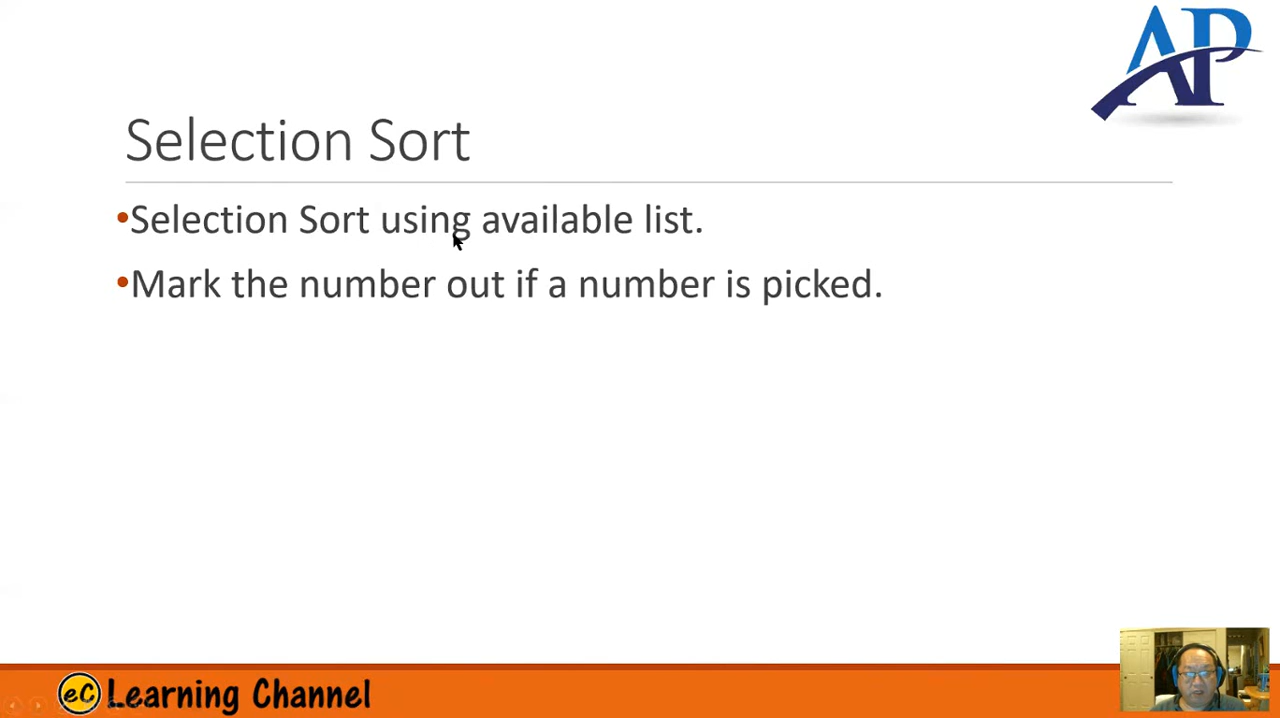 AP
Selection Sort
•Selection Sort using available list.
•Mark the number out if a number is picked.
eC Learning Channel